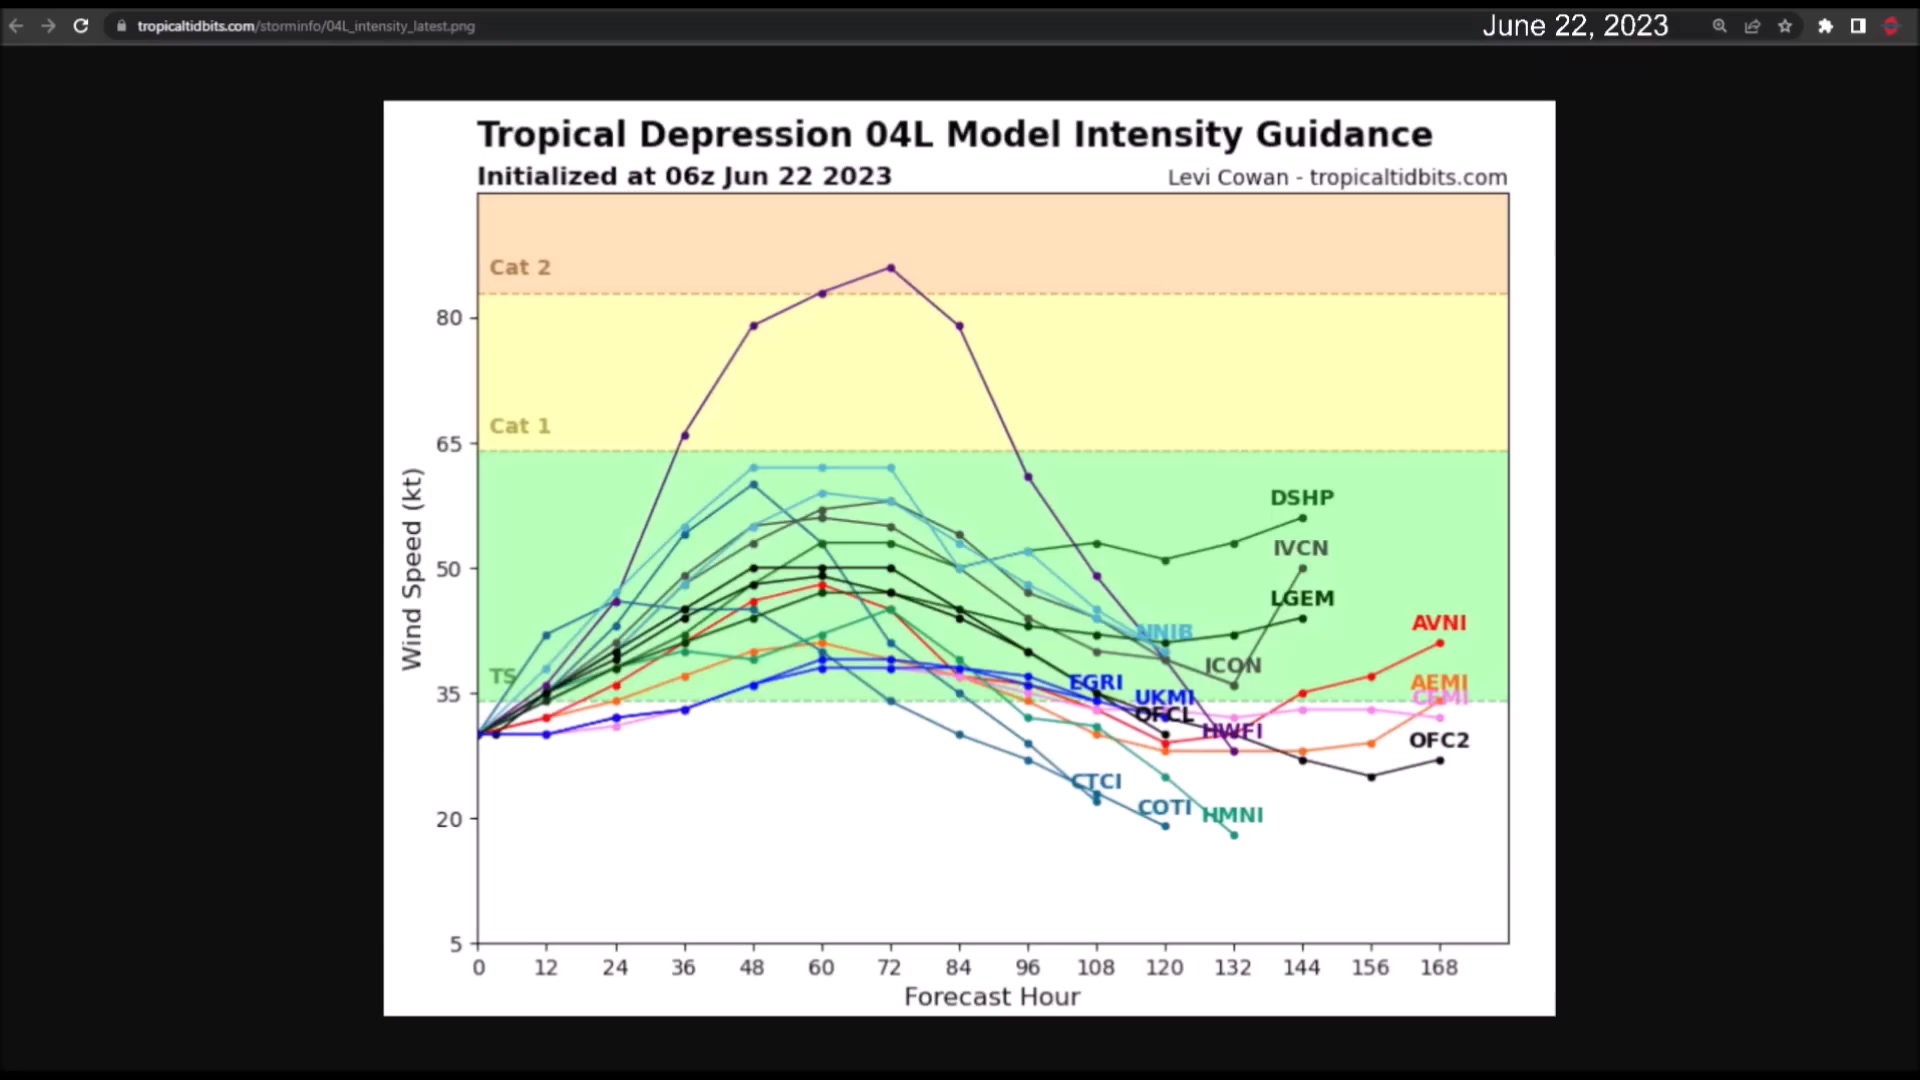 tropicaltidbits.com/storminfo/04L_intensity_latest.png
June 22, 2023
Tropical Depression 04L Model Intensity Guidance
Initialized at 06z Jun 22 2023
Levi Cowan - tropicaltidbits.com
Cat 2
80
Cat 1
65
Wind Speed (kt)
DSHP
IVCN
50
LGEM
AVNI
NNIB
ICON
TS
EGRI
AEMI
35
UKMI
CEMI
OFCL
HWFI
OFC2
CTCI
COTI
HMNI
20
5
0 12 24 36 48 60 72 84 96 108 120 132 144 156 168
Forecast Hour